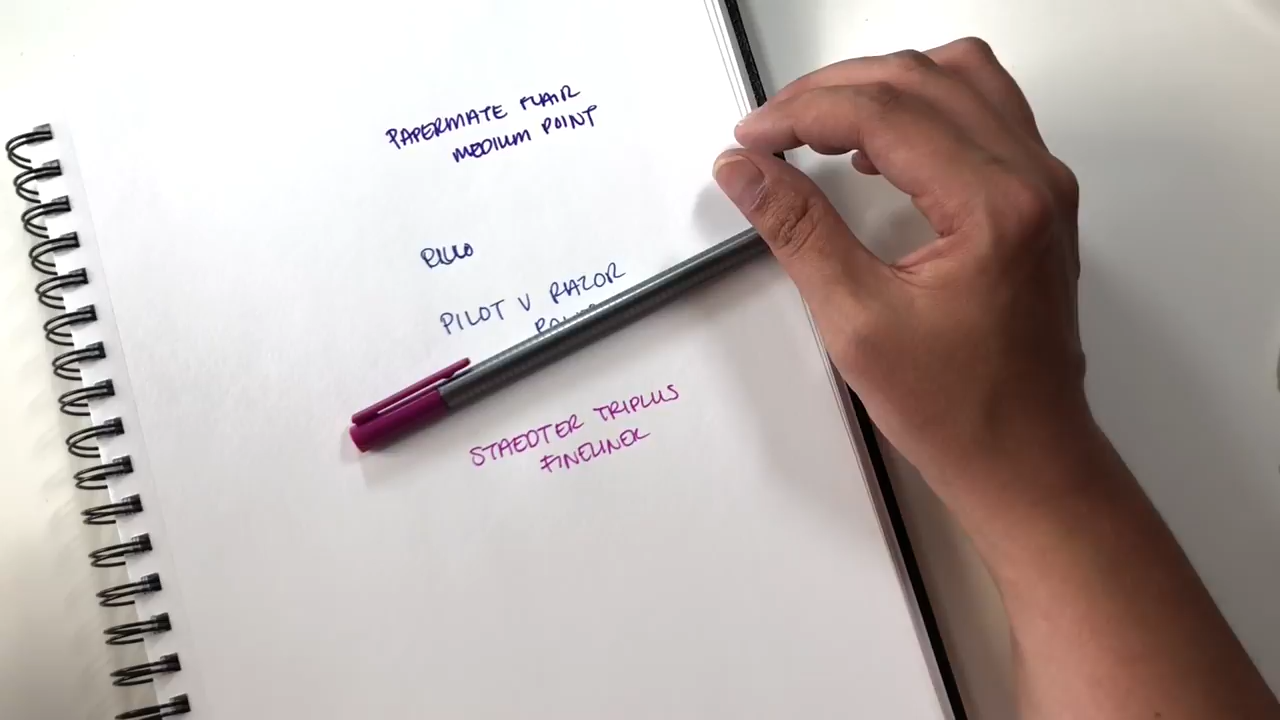 PAPERMATE FLAIR
MEDIUM POINT
PILOT V RAZOR
STAEDTER TRIPLUS
FINELINER